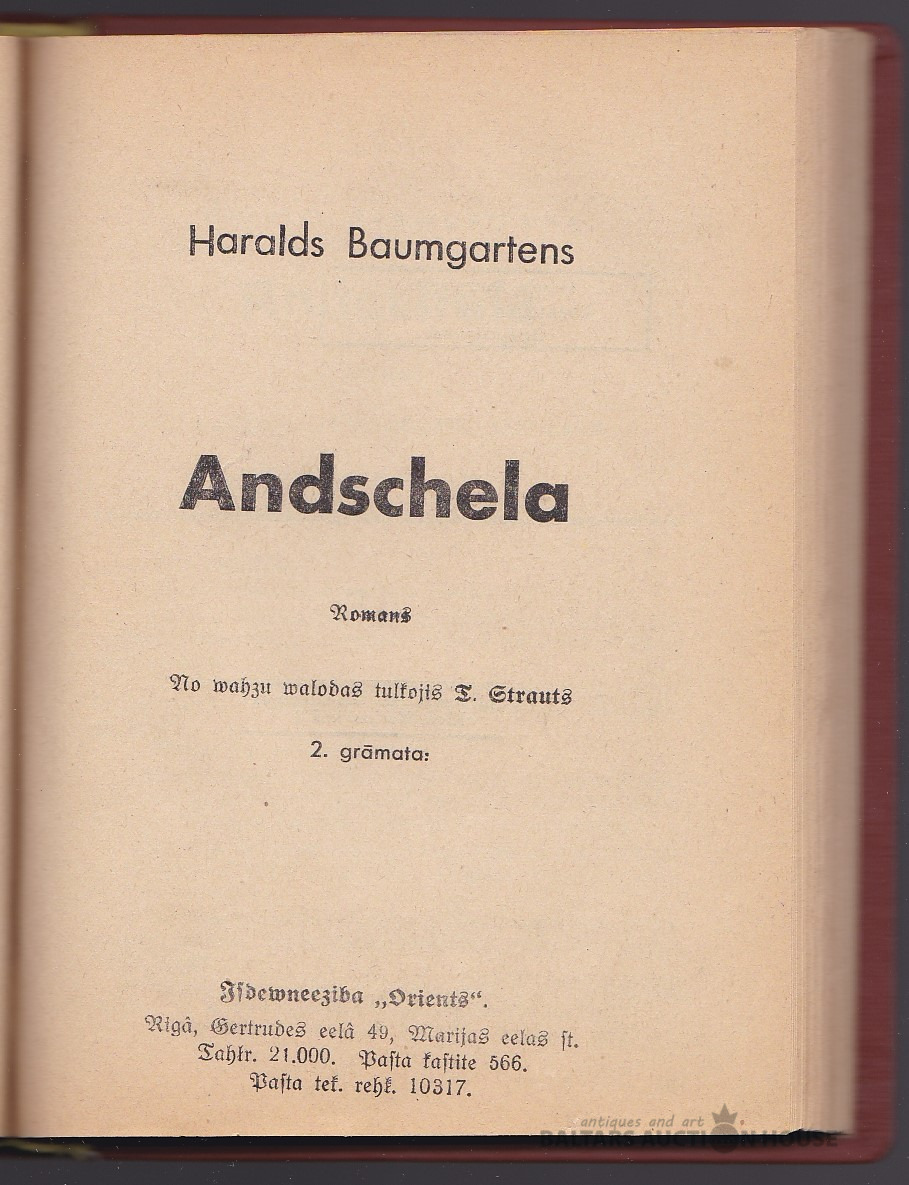 Haralds Baumgartens
Andschela
Romans
No wahzu walodas tulkojis T. Strauts
2. grāmata:
Isdewneeziba „Orients“.
Rigâ, Gertrudes eelâ 49, Marijas eelas st.
Tahlr. 21.000. Pasta kastite 566.
Pasta tek. rehk. 10317.
antiques and art
BALTARS AUCTION HOUSE